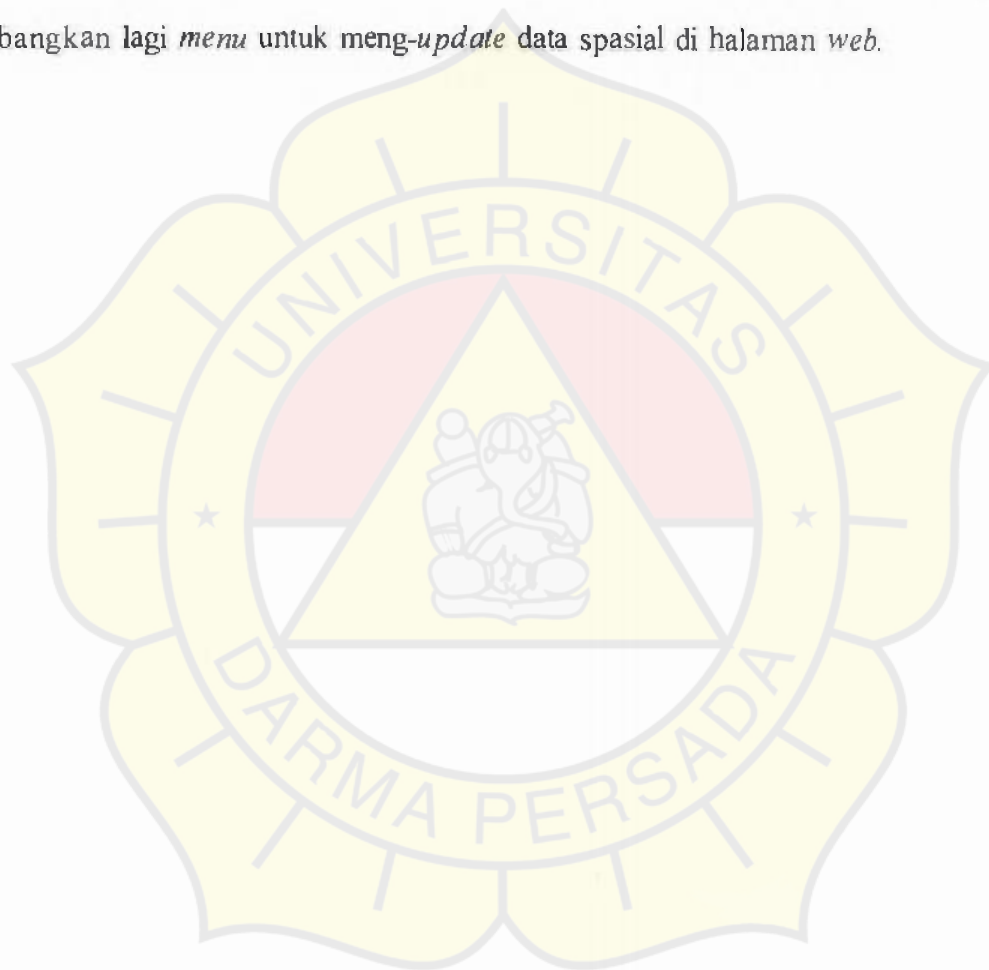 bangkan lagi menu untuk meng-update data spasial di halaman web.
UNIVERSITAS
DARMA PERSADA